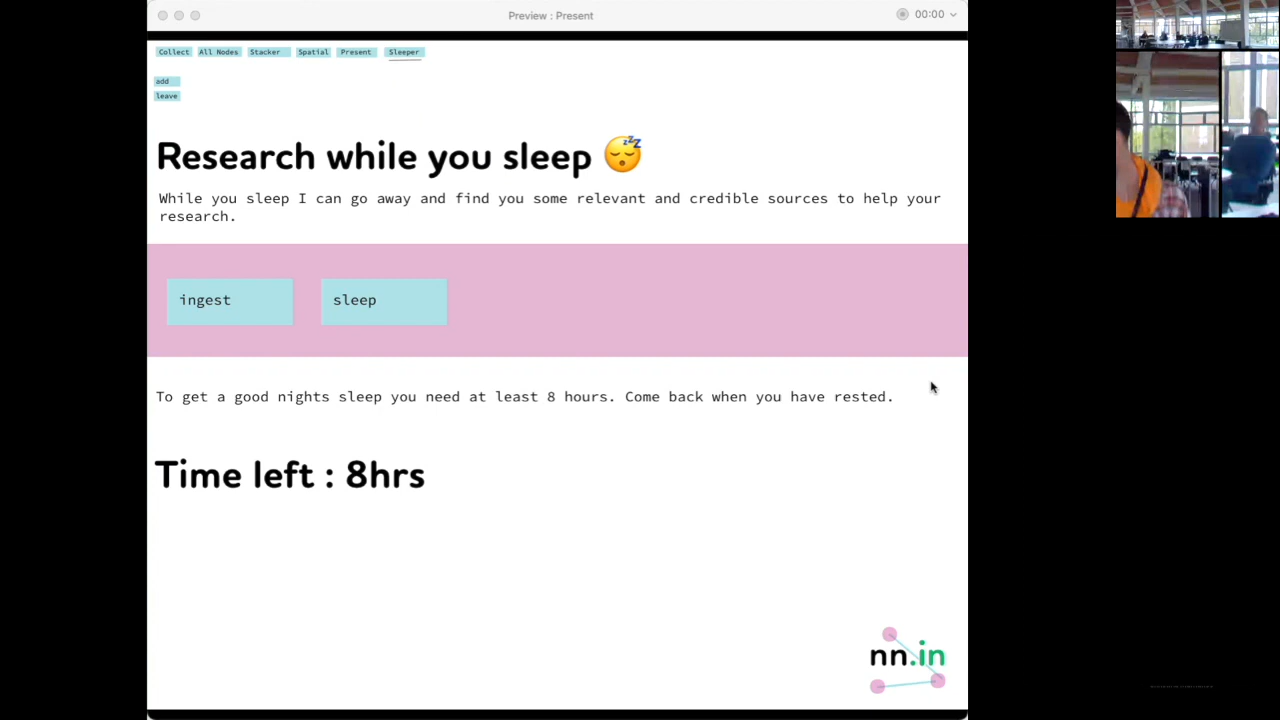 Preview : Present
00:00
Collect All Nodes Stacker Spatial Present Sleeper
add
leave
Research while you sleep 😴
While you sleep I can go away and find you some relevant and credible sources to help your
research.
ingest sleep
To get a good nights sleep you need at least 8 hours. Come back when you have rested.
Time left : 8hrs
nn.in